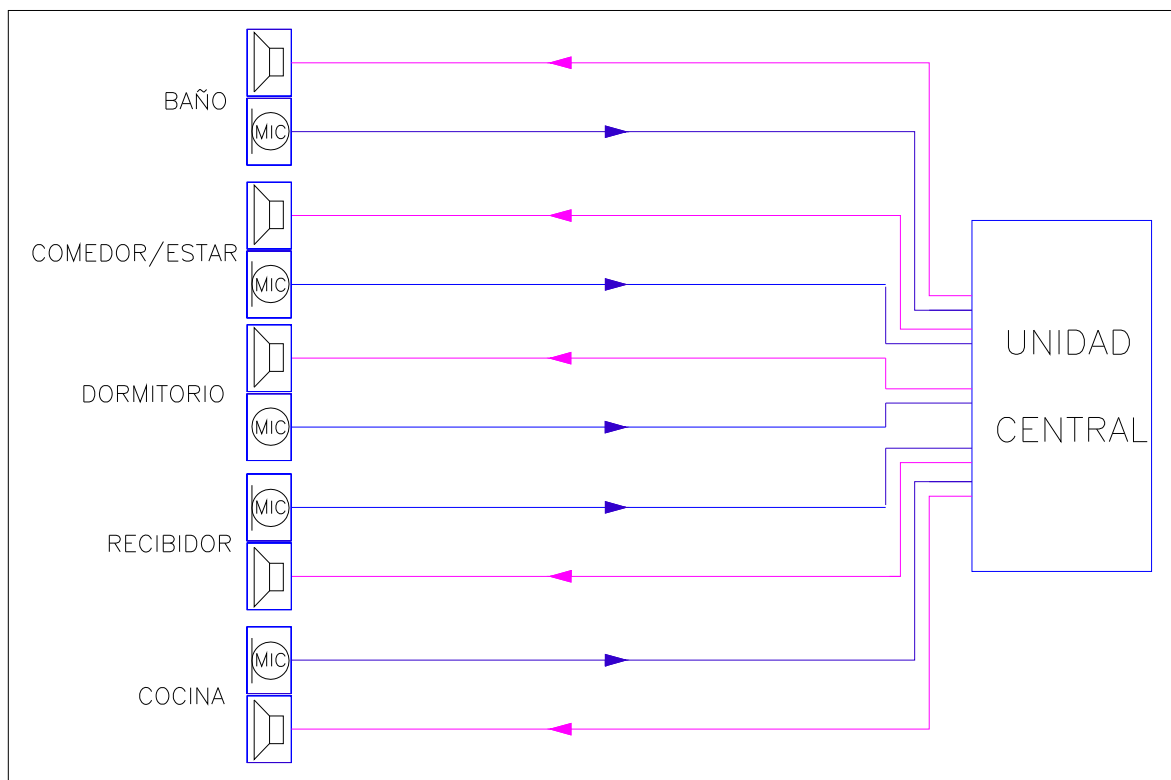 BAÑO
MIC
COMEDOR/ESTAR
MIC
DORMITORIO
MIC
MIC
RECIBIDOR
MIC
COCINA
UNIDAD
CENTRAL